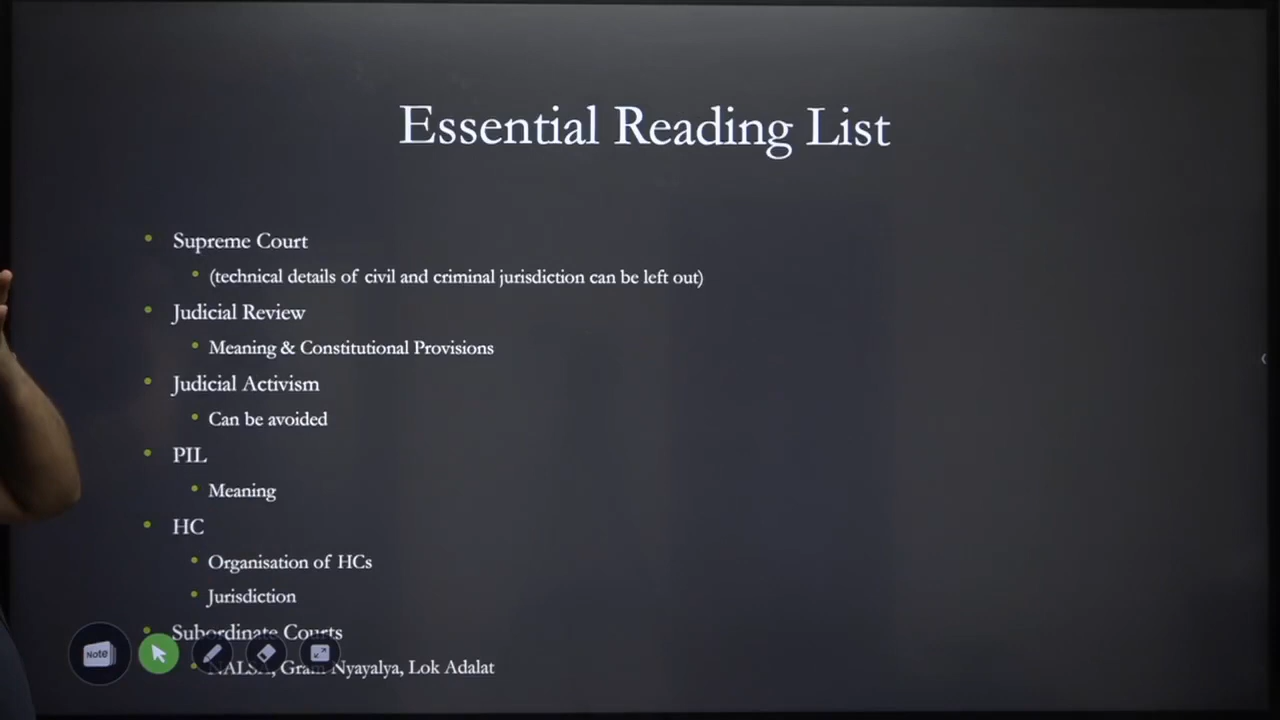 Essential Reading List
• Supreme Court
• (technical details of civil and criminal jurisdiction can be left out)
• Judicial Review
• Meaning & Constitutional Provisions
• Judicial Activism
• Can be avoided
• PIL
• Meaning
• HC
• Organisation of HCs
• Jurisdiction
• Subordinate Courts
• NALSA, Gram Nyayalya, Lok Adalat
Note